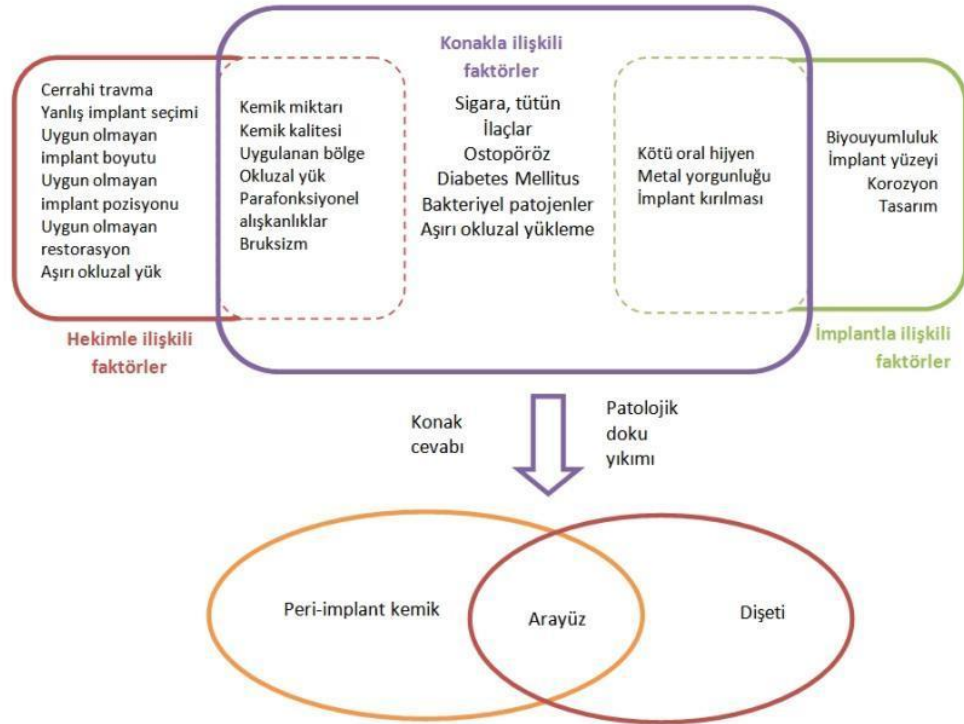 Konakla ilişkili
faktörler
Cerrahi travma
Yanlış implant seçimi
Uygun olmayan
implant boyutu
Uygun olmayan
implant pozisyonu
Uygun olmayan
restorasyon
Aşırı okluzal yük
Hekimle ilişkili
faktörler
Kemik miktarı
Kemik kalitesi
Uygulanan bölge
Okluzal yük
Parafonksiyonel
alışkanlıklar
Bruksizm
Sigara, tütün
İlaçlar
Ostopöröz
Diabetes Mellitus
Bakteriyel patojenler
Aşırı okluzal yükleme
Kötü oral hijyen
Metal yorgunluğu
İmplant kırılması
Biyouyumluluk
İmplant yüzeyi
Korozyon
Tasarım
İmplantla ilişkili
faktörler
Konak
cevabı
Patolojik
doku
yıkımı
Peri-implant kemik
Arayüz
Dişeti